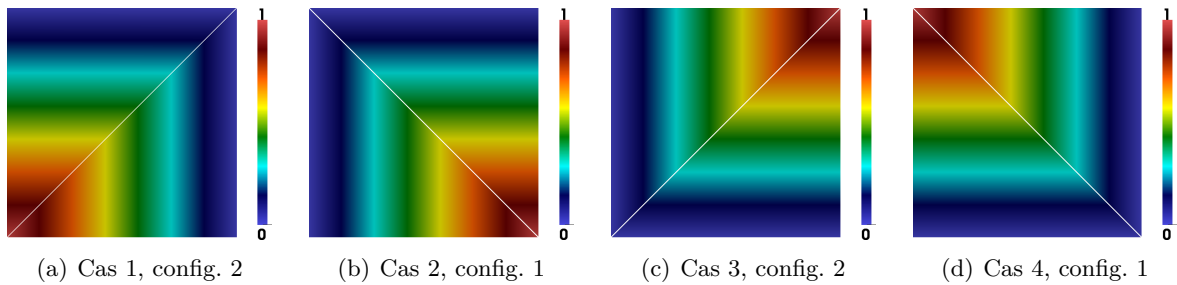 1
0
1
0
1
0
1
0
(a) Cas 1, config. 2
(b) Cas 2, config. 1
(c) Cas 3, config. 2
(d) Cas 4, config. 1